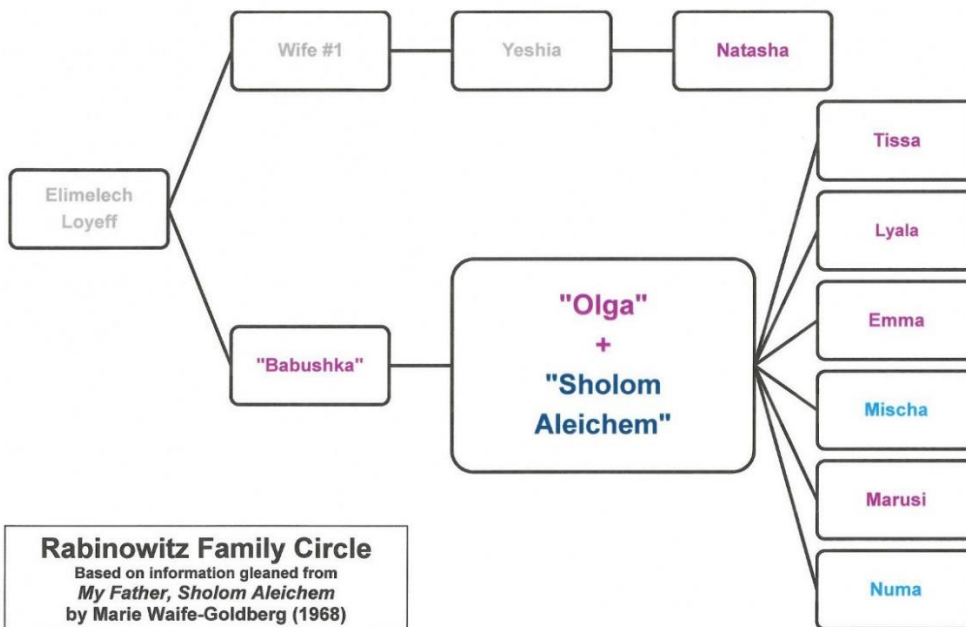 Wife #1
Yeshia
Natasha
Tissa
Elimelech
Loyeff
Lyala
"Olga"
+
"Sholom
Aleichem"
Emma
"Babushka"
Mischa
Marusi
Numa
Rabinowitz Family Circle
Based on information gleaned from
My Father, Sholom Aleichem
by Marie Waife-Goldberg (1968)